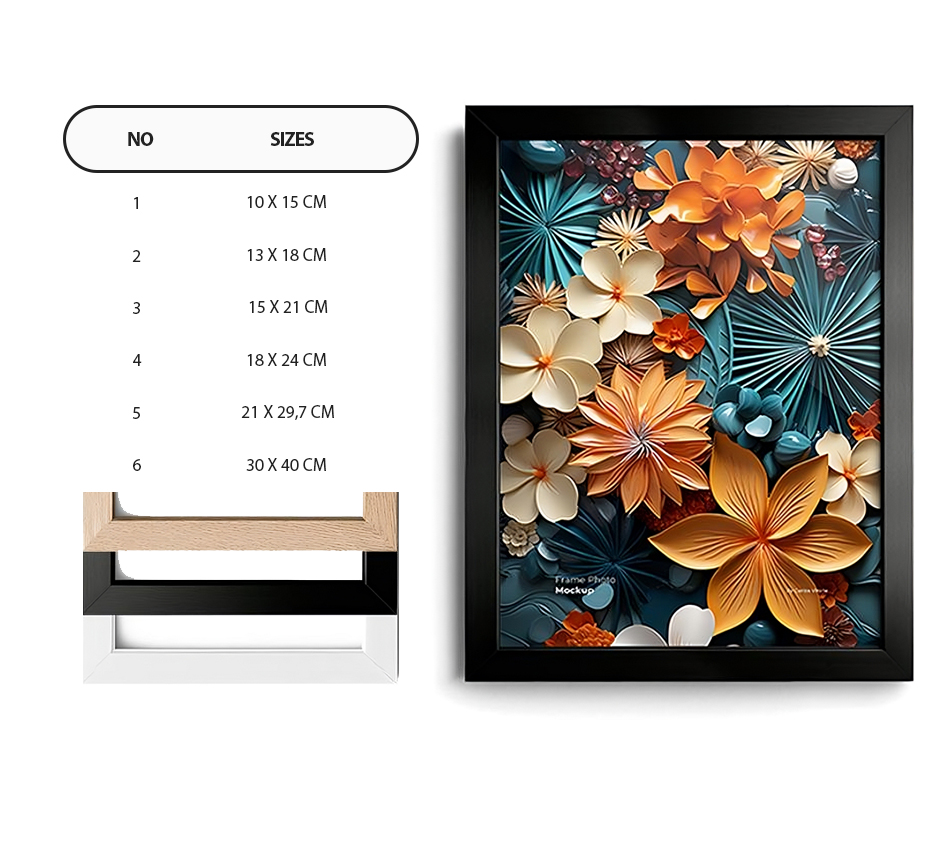 NO SIZES
1 10 X 15 CM
2 13 X 18 CM
3 15 X 21 CM
4 18 X 24 CM
5 21 X 29,7 CM
6 30 X 40 CM
Frame Photo
Mockup